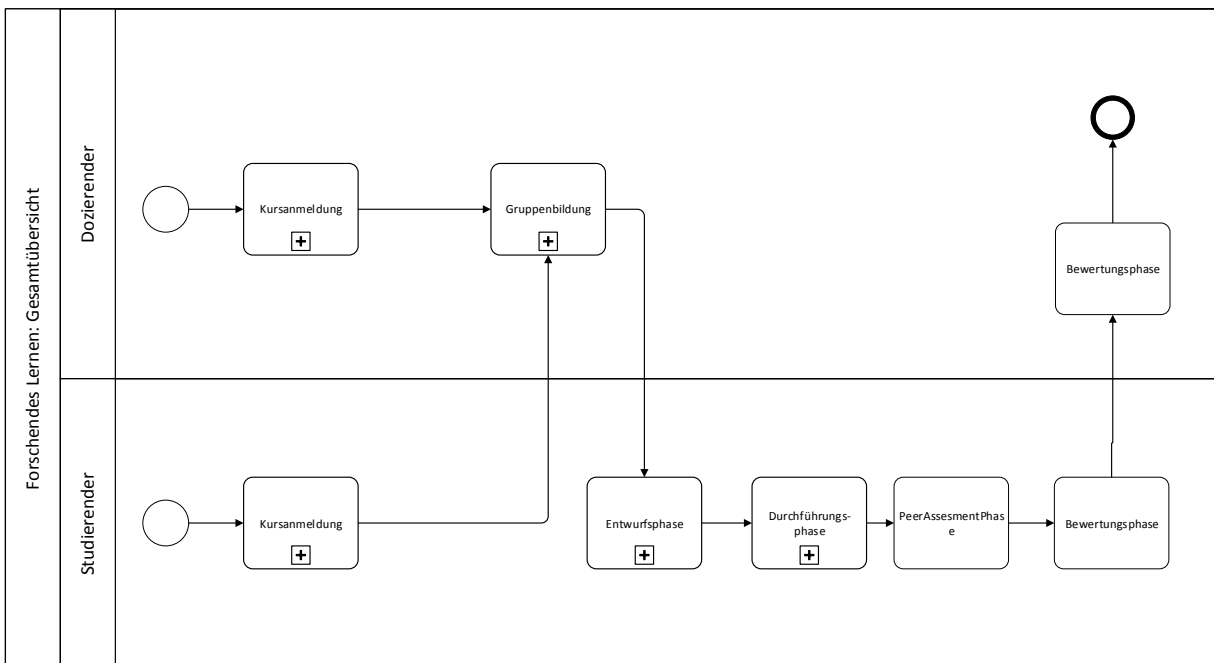 Forschendes Lernen: Gesamtübersicht
Dozierender
Kursanmeldung
Gruppenbildung
Bewertungsphase
Studierender
Kursanmeldung
Entwurfsphase
Durchführungs-
phase
PeerAssesmentPhas
e
Bewertungsphase